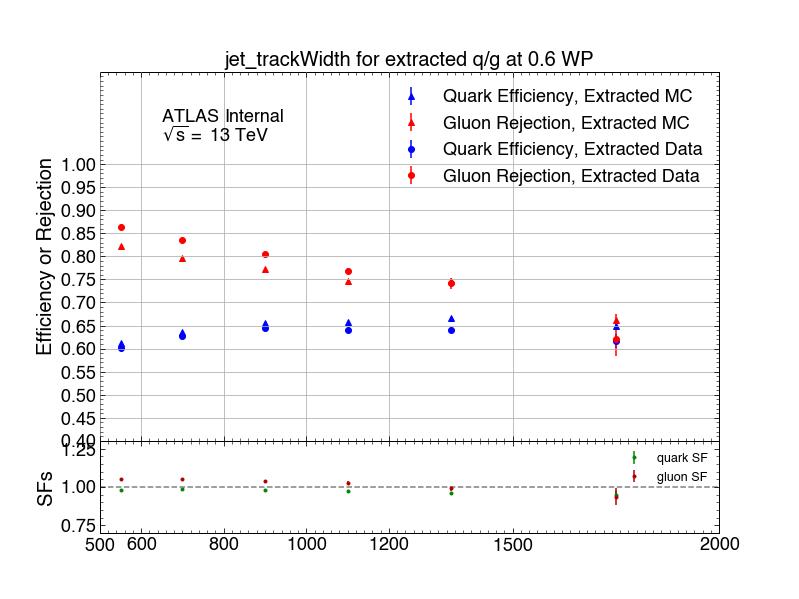 jet_trackWidth for extracted q/g at 0.6 WP
ATLAS Internal
√s = 13 TeV
Quark Efficiency, Extracted MC
Gluon Rejection, Extracted MC
Quark Efficiency, Extracted Data
Gluon Rejection, Extracted Data
Efficiency or Rejection
1.00
0.95
0.90
0.85
0.80
0.75
0.70
0.65
0.60
0.55
0.50
0.45
0.40
SFs
1.25
1.00
0.75
quark SF
gluon SF
500 600 800 1000 1200 1500 2000